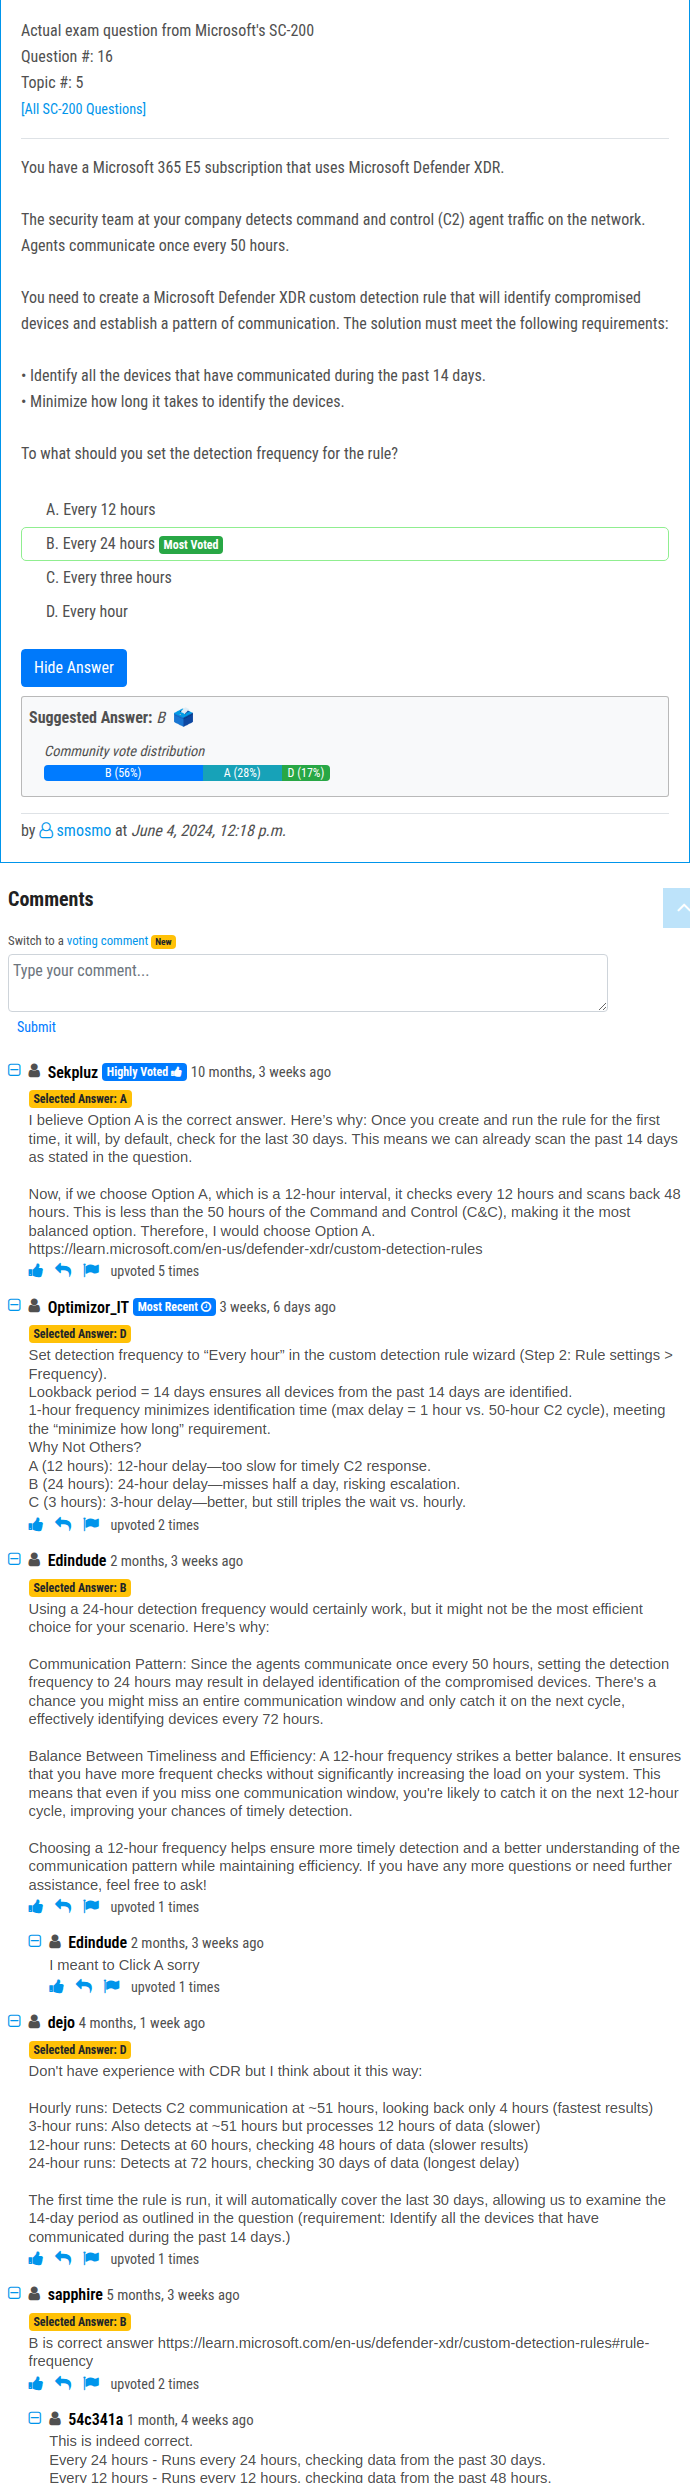 Actual exam question from Microsoft's SC-200
Question #: 16
Topic #: 5
[All SC-200 Questions]
You have a Microsoft 365 E5 subscription that uses Microsoft Defender XDR.
The security team at your company detects command and control (C2) agent traffic on the network.
Agents communicate once every 50 hours.
You need to create a Microsoft Defender XDR custom detection rule that will identify compromised
devices and establish a pattern of communication. The solution must meet the following requirements:
• Identify all the devices that have communicated during the past 14 days.
• Minimize how long it takes to identify the devices.
To what should you set the detection frequency for the rule?
A. Every 12 hours
B. Every 24 hours Most Voted
C. Every three hours
D. Every hour
Hide Answer
Suggested Answer: B
Community vote distribution
B (56%) A (28%) D (17%)
by smosmo at June 4, 2024, 12:18 p.m.
Comments
Switch to a voting comment New
Type your comment...
Submit
Sekpluz Highly Voted 10 months, 3 weeks ago
Selected Answer: A
I believe Option A is the correct answer. Here’s why: Once you create and run the rule for the first
time, it will, by default, check for the last 30 days. This means we can already scan the past 14 days
as stated in the question.
Now, if we choose Option A, which is a 12-hour interval, it checks every 12 hours and scans back 48
hours. This is less than the 50 hours of the Command and Control (C&C), making it the most
balanced option. Therefore, I would choose Option A.
https://learn.microsoft.com/en-us/defender-xdr/custom-detection-rules
upvoted 5 times
Optimizor_IT Most Recent 3 weeks, 6 days ago
Selected Answer: D
Set detection frequency to “Every hour” in the custom detection rule wizard (Step 2: Rule settings >
Frequency).
Lookback period = 14 days ensures all devices from the past 14 days are identified.
1-hour frequency minimizes identification time (max delay = 1 hour vs. 50-hour C2 cycle), meeting
the “minimize how long” requirement.
Why Not Others?
A (12 hours): 12-hour delay—too slow for timely C2 response.
B (24 hours): 24-hour delay—misses half a day, risking escalation.
C (3 hours): 3-hour delay—better, but still triples the wait vs. hourly.
upvoted 2 times
Edindude 2 months, 3 weeks ago
Selected Answer: B
Using a 24-hour detection frequency would certainly work, but it might not be the most efficient
choice for your scenario. Here’s why:
Communication Pattern: Since the agents communicate once every 50 hours, setting the detection
frequency to 24 hours may result in delayed identification of the compromised devices. There's a
chance you might miss an entire communication window and only catch it on the next cycle,
effectively identifying devices every 72 hours.
Balance Between Timeliness and Efficiency: A 12-hour frequency strikes a better balance. It ensures
that you have more frequent checks without significantly increasing the load on your system. This
means that even if you miss one communication window, you're likely to catch it on the next 12-hour
cycle, improving your chances of timely detection.
Choosing a 12-hour frequency helps ensure more timely detection and a better understanding of the
communication pattern while maintaining efficiency. If you have any more questions or need further
assistance, feel free to ask!
upvoted 1 times
Edindude 2 months, 3 weeks ago
I meant to Click A sorry
upvoted 1 times
dejo 4 months, 1 week ago
Selected Answer: D
Don't have experience with CDR but I think about it this way:
Hourly runs: Detects C2 communication at ~51 hours, looking back only 4 hours (fastest results)
3-hour runs: Also detects at ~51 hours but processes 12 hours of data (slower)
12-hour runs: Detects at 60 hours, checking 48 hours of data (slower results)
24-hour runs: Detects at 72 hours, checking 30 days of data (longest delay)
The first time the rule is run, it will automatically cover the last 30 days, allowing us to examine the
14-day period as outlined in the question (requirement: Identify all the devices that have
communicated during the past 14 days.)
upvoted 1 times
sapphire 5 months, 3 weeks ago
Selected Answer: B
B is correct answer https://learn.microsoft.com/en-us/defender-xdr/custom-detection-rules#rule-
frequency
upvoted 2 times
54c341a 1 month, 4 weeks ago
This is indeed correct.
Every 24 hours - Runs every 24 hours, checking data from the past 30 days.
Every 12 hours - Runs every 12 hours, checking data from the past 48 hours.